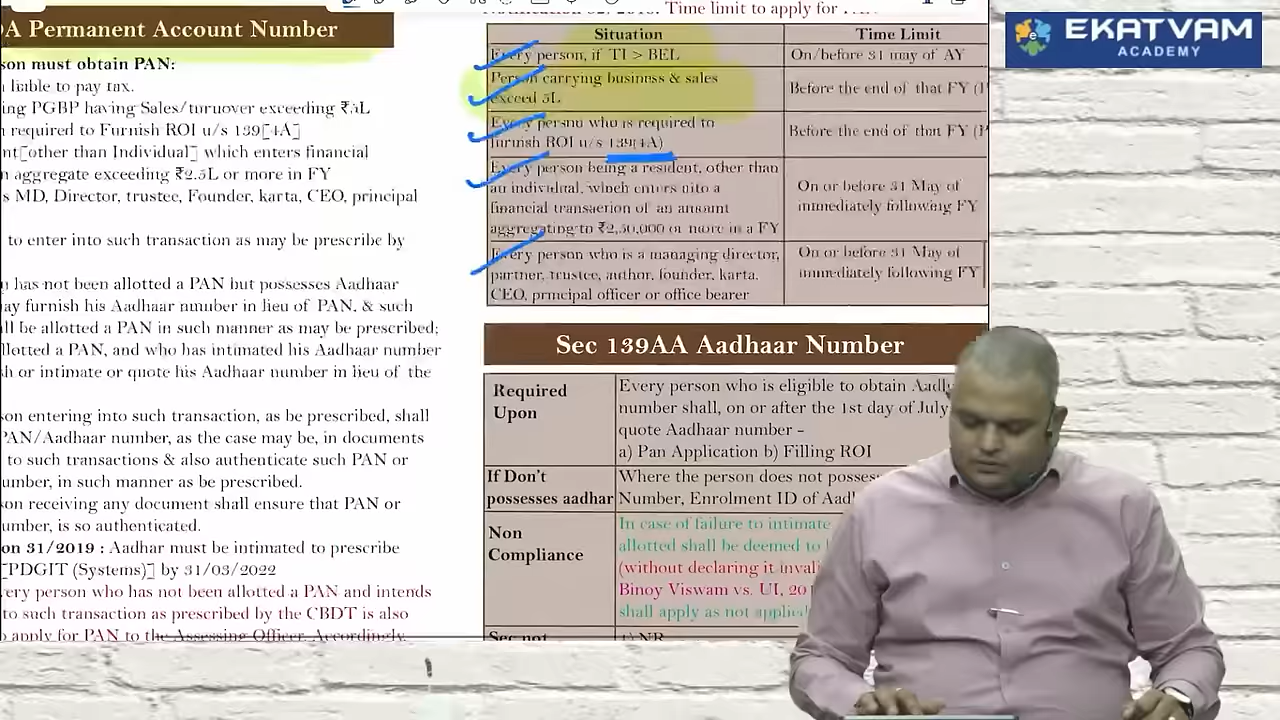 A Permanent Account Number
son must obtain PAN:
liable to pay tax.
ing PGBP having Sales/turuover exceeding ₹5L
required to Furnish ROI u/s 139[4A]
nt[other than Individual] which enters financial
n aggregate exceeding ₹2.5L or more in FY
s MD, Director, trustee, Founder, karta, CEO, principal
to enter into such transaction as may be prescribe by
n has not been allotted a PAN but possesses Aadhaar
ay furnish his Aadhaar number in lieu of PAN, & such
ll be allotted a PAN in such manner as may be prescribed;
llotted a PAN, and who has intimated his Aadhaar number
sh or intimate or quote his Aadhaar number in lieu of the
son entering into such transaction, as be prescribed, shall
PAN/Aadhaar number, as the case may be, in documents
to such transactions & also authenticate such PAN or
umber, in such manner as be prescribed.
son receiving any document shall ensure that PAN or
umber, is so authenticated.
on 31/2019 : Aadhar must be intimated to prescribe
[PDGIT (Systems)] by 31/03/2022
very person who has not been allotted a PAN and intends
to such transaction as prescribed by the CBDT is also
o apply for PAN to the Assessing Officer. Accordingly,
Time limit to apply for PAN
Situation Time Limit
Every person, if TI > BEL On/before 31 may of AY
Person carrying business & sales
exceed 5L
Before the end of that FY
Every person who is required to
furnish ROI u/s 139(4A)
Before the end of that FY
Every person being a resident, other than
an individual, which enters into a
financial transaction of an amount
aggregating to ₹2,50,000 or more in a FY
On or before 31 May of
immediately following FY
Every person who is a managing director,
partner, trustee, author, founder, karta,
CEO, principal officer or office bearer
On or before 31 May of
immediately following FY
Sec 139AA Aadhaar Number
Required
Upon
Every person who is eligible to obtain
number shall, on or after the 1st day of July
quote Aadhaar number –
a) Pan Application b) Filling ROI
If Don't
possesses aadhar
Where the person does not
Number, Enrolment ID of
Non
Compliance
In case of failure to intimate
allotted shall be deemed to
(without declaring it
Binoy Viswam vs. UI,
shall apply as not
Sec not
EKATVAM
ACADEMY